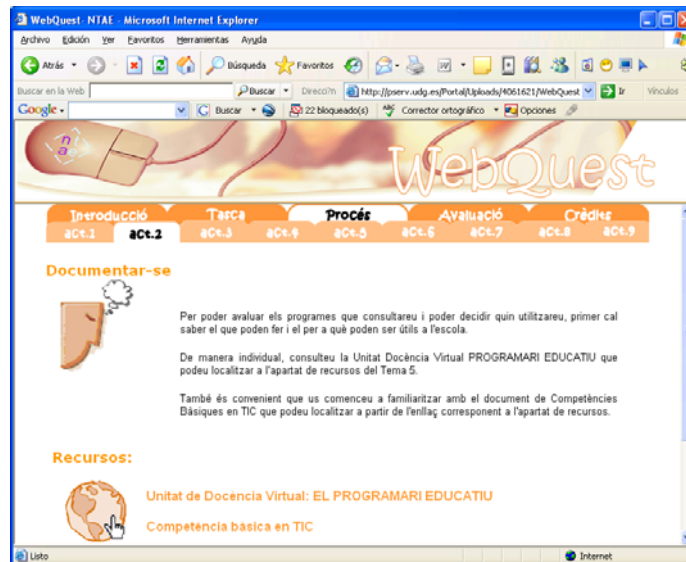 WebQuest- NTAE - Microsoft Internet Explorer
Archivo Edición Ver Favoritos Herramientas Ayuda
Atrás Búsqueda Favoritos
Buscar en la Web Buscar Direco?n http://pserv.udg.es/Portal/Uploads/4061621/WebQuest Ir Vínculos
Google Buscar 22 bloqueado(s) Corrector ortográfico Opciones
na
WebQuest
Introducció Tasca Procés Avaluació Crèdits
act.1 act.2 act.3 act.4 act.5 act.6 act.7 act.8 act.9
Documentar-se
Per poder avaluar els programes que consultareu i poder decidir quin utilitzareu, primer cal
saber el que poden fer i el per a què poden ser útils a l'escola.
De manera individual, consulteu la Unitat Docència Virtual PROGRAMARI EDUCATIU que
podeu localitzar a l'apartat de recursos del Tema 5.
També és convenient que us comenceu a familiaritzar amb el document de Competències
Bàsiques en TIC que podeu localitzar a partir de l'enllaç corresponent a l'apartat de recursos.
Recursos:
Unitat de Docència Virtual: EL PROGRAMARI EDUCATIU
Competència bàsica en TIC
Listo Internet